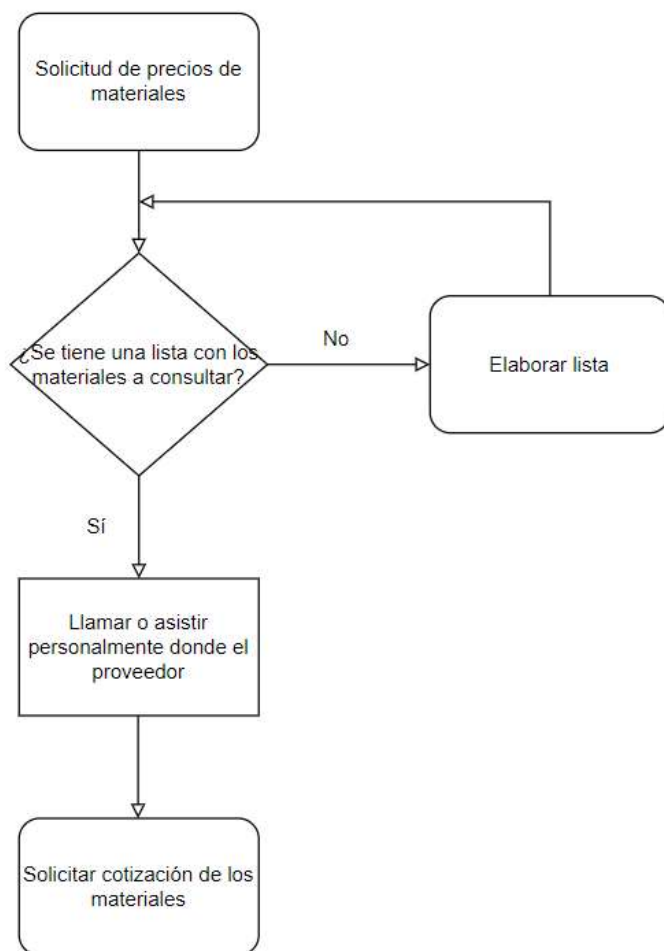 Solicitud de precios de
materiales
¿Se tiene una lista con los
materiales a consultar?
No
Elaborar lista
Sí
Llamar o asistir
personalmente donde el
proveedor
Solicitar cotización de los
materiales